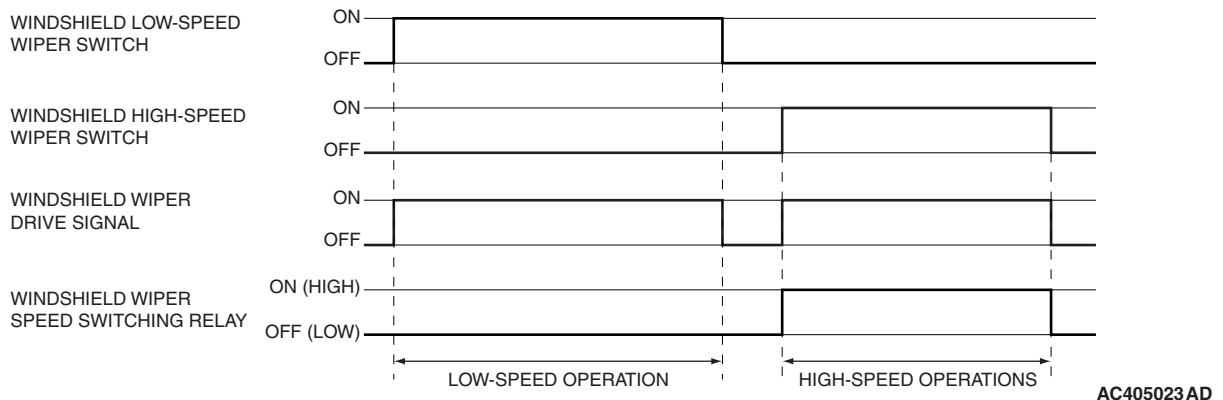 WINDSHIELD LOW-SPEED
WIPER SWITCH
ON
OFF
WINDSHIELD HIGH-SPEED
WIPER SWITCH
ON
OFF
WINDSHIELD WIPER
DRIVE SIGNAL
ON
OFF
WINDSHIELD WIPER
SPEED SWITCHING RELAY
ON (HIGH)
OFF (LOW)
LOW-SPEED OPERATION
HIGH-SPEED OPERATIONS
AC405023AD